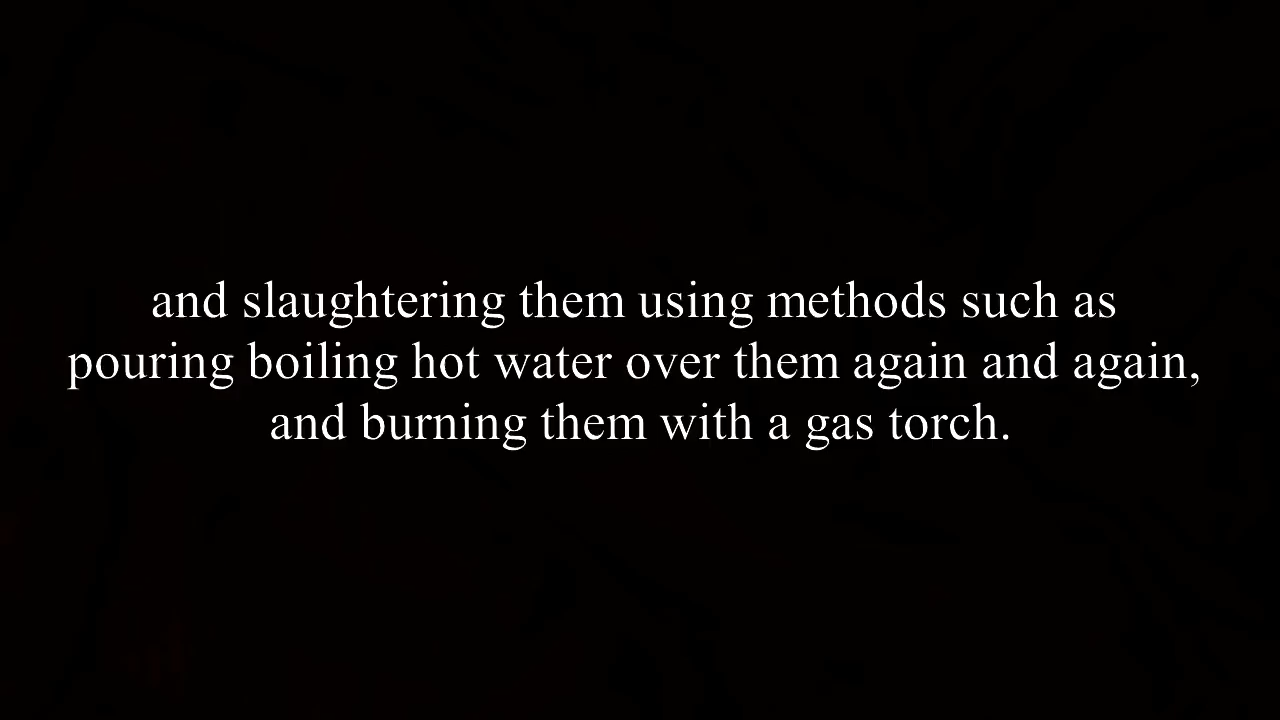 and slaughtering them using methods such as
pouring boiling hot water over them again and again,
and burning them with a gas torch.